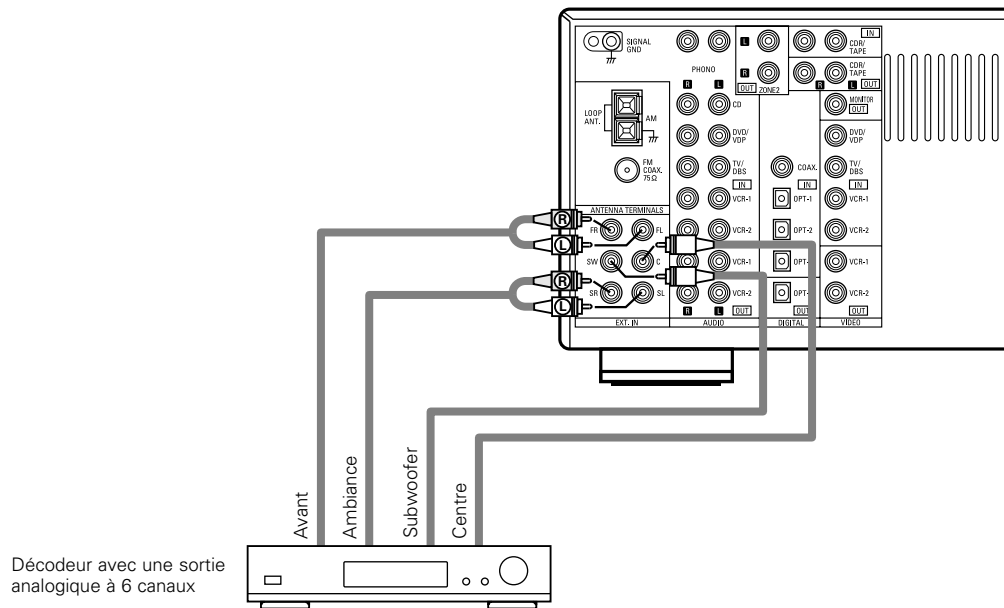 SIGNAL
GND
PHONO
R L
LOOP
ANT.
AM
FM
COAX.
75Ω
ANTENNA TERMINALS
FR
FL
SW
C
SR
SL
EXT. IN
R
L
R
L
L
R
OUT ZONE2
CD
DVD/
VDP
TV/
DBS
IN
VCR-1
VCR-2
VCR-1
VCR-2
R L OUT
AUDIO
COAX.
IN
OPT-1
OPT-2
OPT-
OPT-
OUT
DIGITAL
IN
CDR/
TAPE
CDR/
TAPE
R L OUT
MONITOR
OUT
DVD/
VDP
TV/
DBS
IN
VCR-1
VCR-2
VCR-1
VCR-2
OUT
VIDEO
Avant
Ambiance
Subwoofer
Centre
Décodeur avec une sortie
analogique à 6 canaux